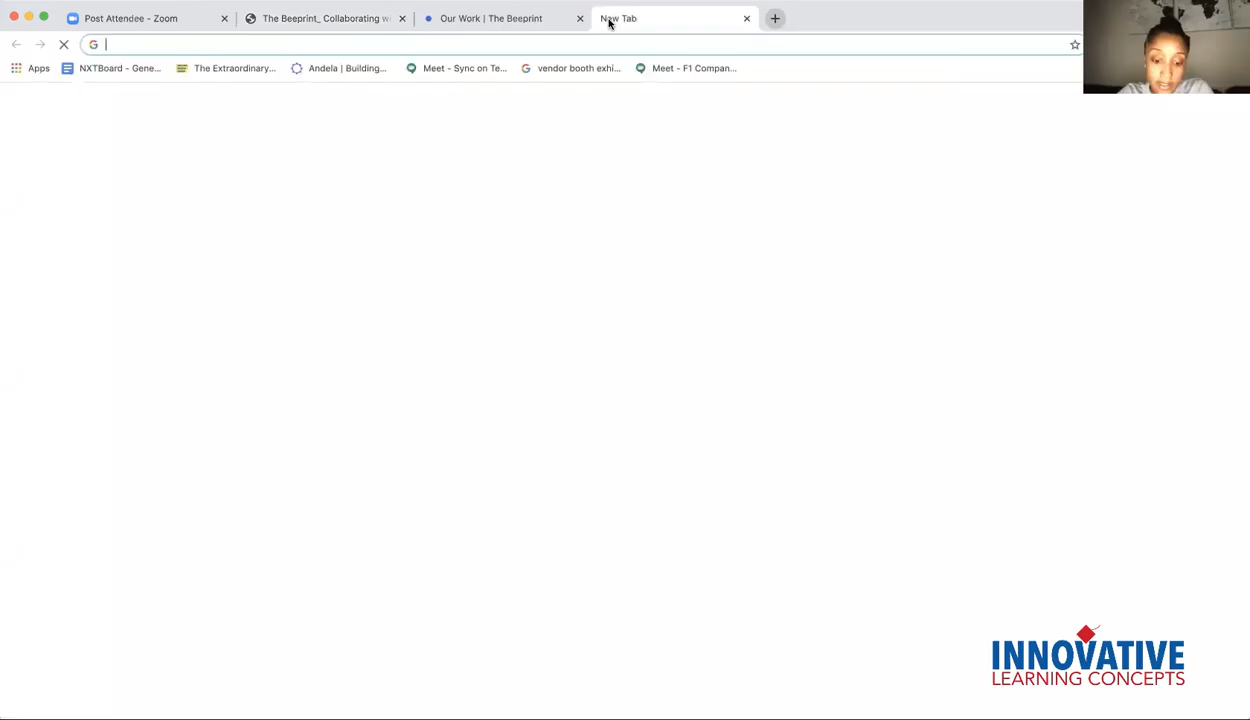 Post Attendee - Zoom
The Beeprint_ Collaborating w
Our Work | The Beeprint
New Tab
Apps
NXTBoard - Gene...
The Extraordinary...
Andela | Building...
Meet - Sync on Te...
vendor booth exhi...
Meet - F1 Compan...
INNOVATIVE
LEARNING CONCEPTS